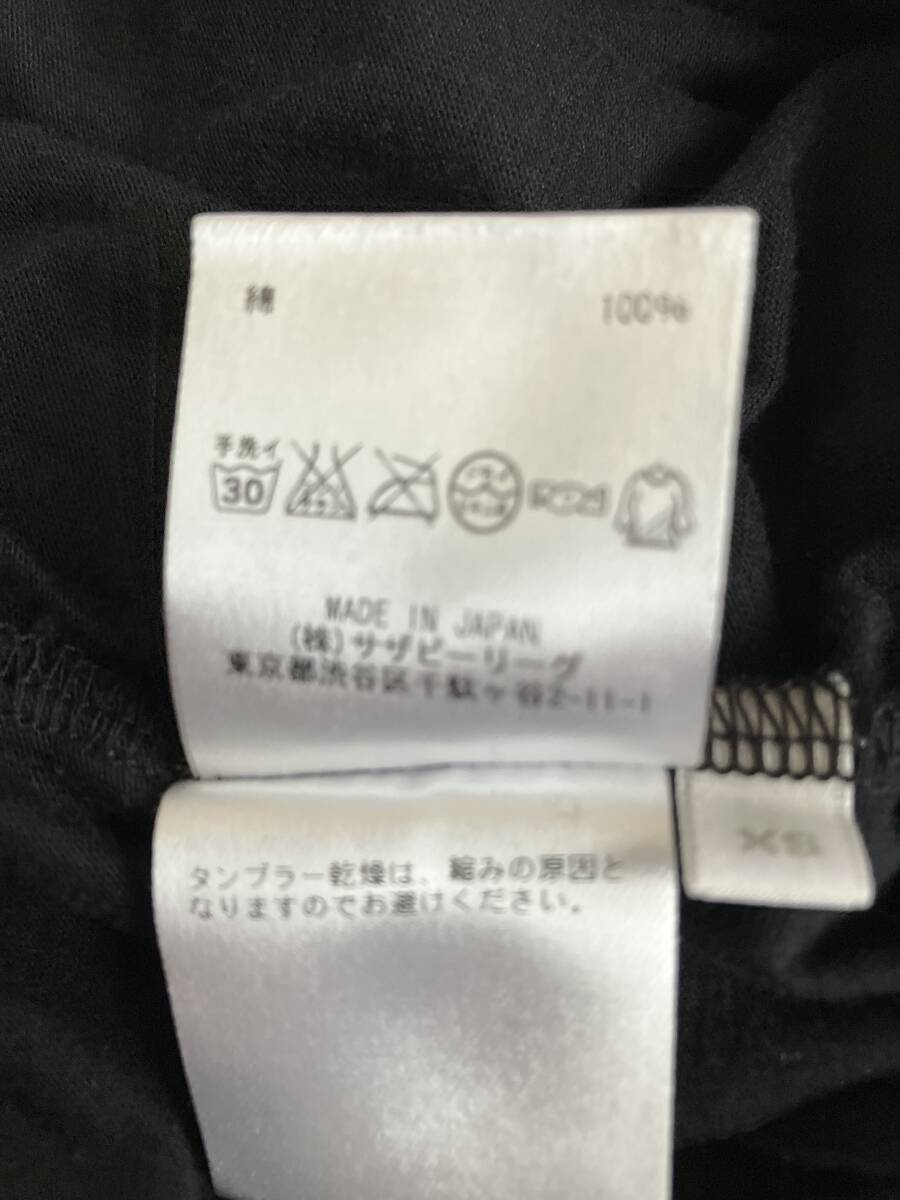 綿 100%
手洗イ
30
MADE IN JAPAN
(株)サザビーリーグ
東京都渋谷区千駄ヶ谷2-11-1
XS
タンブラー乾燥は、縮みの原因と
なりますのでお避けください。